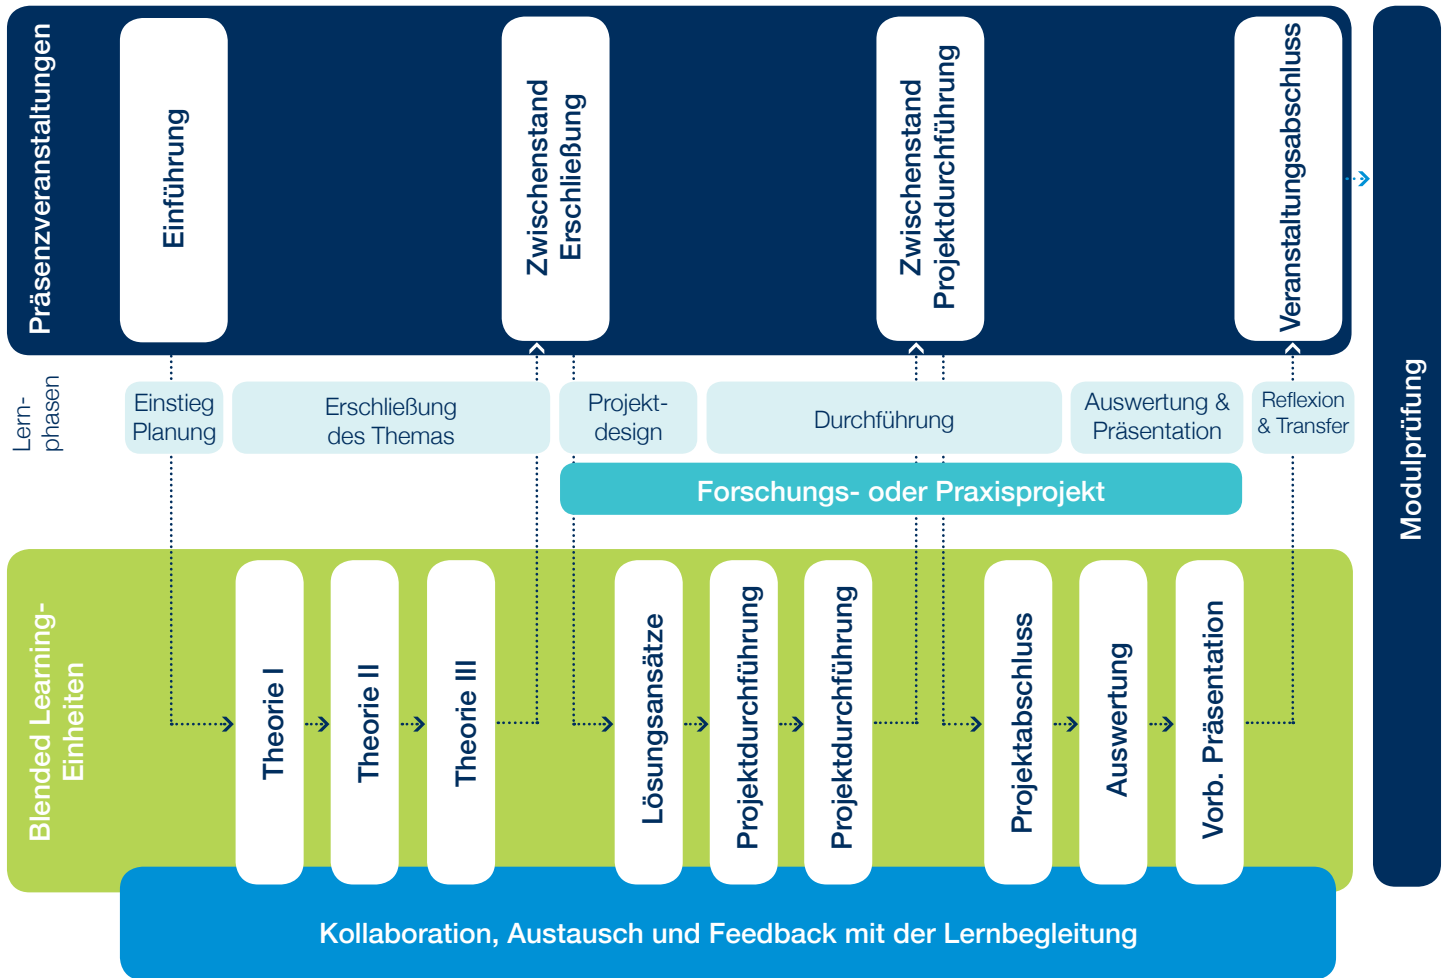 Präsenzveranstaltungen
Einführung
Zwischenstand
Erschließung
Zwischenstand
Projektdurchführung
Veranstaltungsabschluss
Modulprüfung
Lern-
phasen
Einstieg
Planung
Erschließung
des Themas
Projekt-
design
Durchführung
Auswertung &
Präsentation
Reflexion
& Transfer
Forschungs- oder Praxisprojekt
Blended Learning-
Einheiten
Theorie I
Theorie II
Theorie III
Lösungsansätze
Projektdurchführung
Projektdurchführung
Projektabschluss
Auswertung
Vorb. Präsentation
Kollaboration, Austausch und Feedback mit der Lernbegleitung